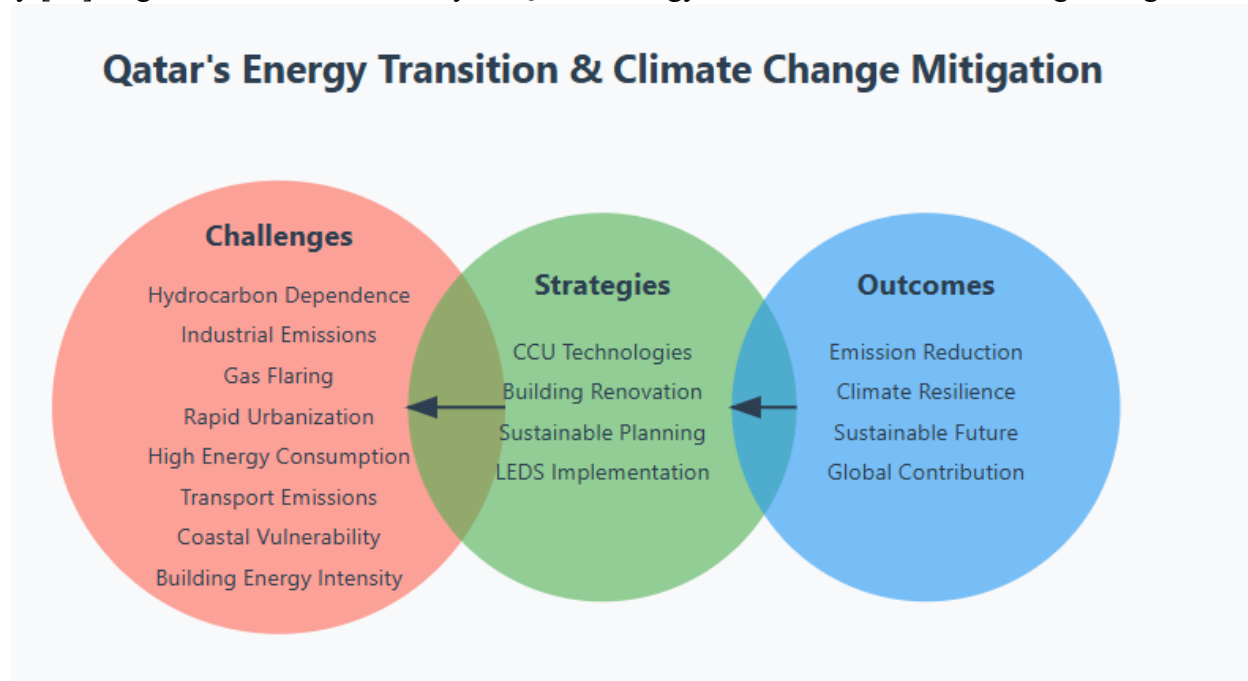 Qatar's Energy Transition & Climate Change Mitigation
Challenges
Hydrocarbon Dependence
Industrial Emissions
Gas Flaring
Rapid Urbanization
High Energy Consumption
Transport Emissions
Coastal Vulnerability
Building Energy Intensity
Strategies
CCU Technologies
Building Renovation
Sustainable Planning
LEDS Implementation
Outcomes
Emission Reduction
Climate Resilience
Sustainable Future
Global Contribution